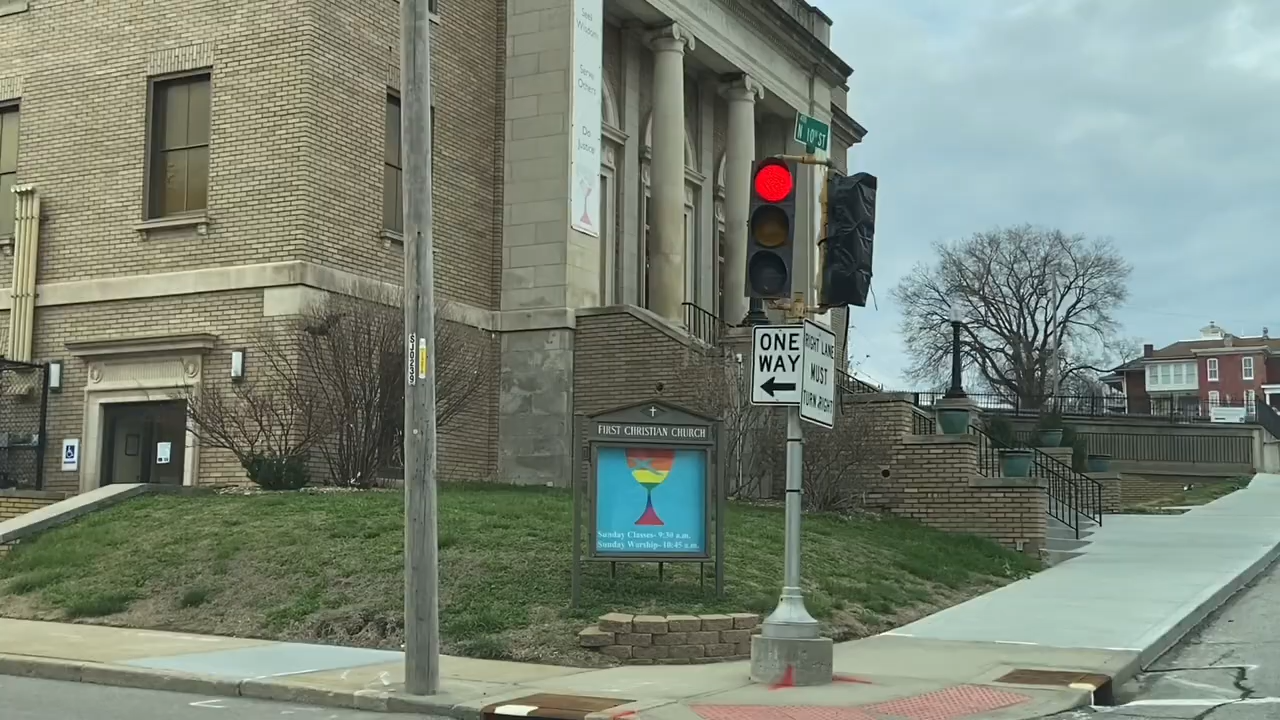 Seek
Wisdom
Serve
Others
Do
Justice
N 10TH ST
ONE
WAY
RIGHT LANE
MUST
TURN RIGHT
SJ0239
FIRST CHRISTIAN CHURCH
Sunday Classes- 9:30 a.m.
Sunday Worship- 10:45 a.m.